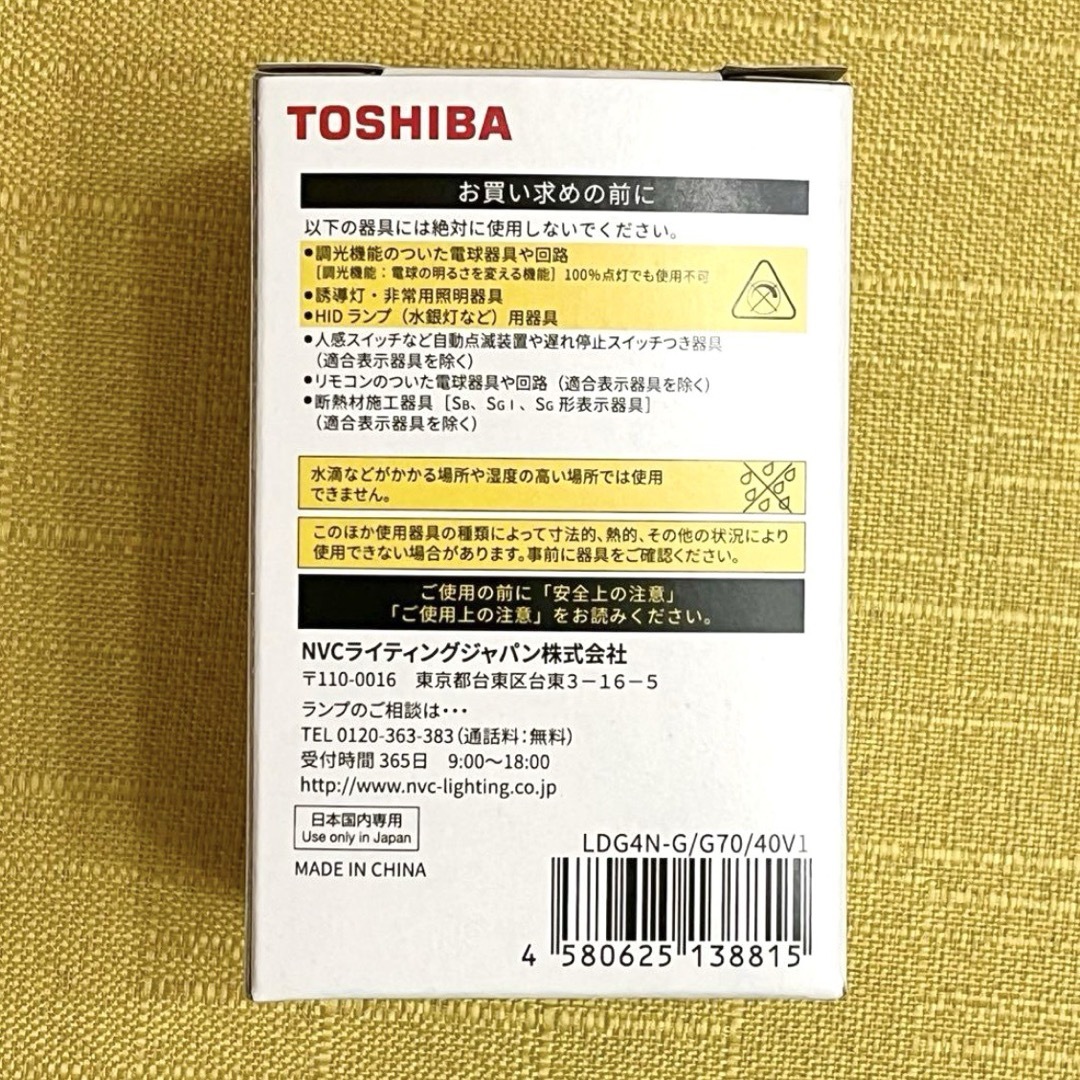 TOSHIBA
お買い求めの前に
以下の器具には絶対に使用しないでください。
●調光機能のついた電球器具や回路
［調光機能：電球の明るさを変える機能］100％点灯でも使用不可
●誘導灯・非常用照明器具
●HID ランプ（水銀灯など）用器具
●人感スイッチなど自動点滅装置や遅れ停止スイッチつき器具
（適合表示器具を除く）
●リモコンのついた電球器具や回路（適合表示器具を除く）
●断熱材施工器具［SB、SGI、SG 形表示器具］
（適合表示器具を除く）
水滴などがかかる場所や湿度の高い場所では使用
できません。
このほか使用器具の種類によって寸法的、熱的、その他の状況により
使用できない場合があります。事前に器具をご確認ください。
ご使用の前に「安全上の注意」
「ご使用上の注意」をお読みください。
NVCライティングジャパン株式会社
〒110-0016　東京都台東区台東3－16－5
ランプのご相談は・・・
TEL 0120-363-383（通話料：無料）
受付時間 365日　9:00～18:00
http://www.nvc-lighting.co.jp
日本国内専用
Use only in Japan
MADE IN CHINA
LDG4N-G/G70/40V1
4 580625 138815